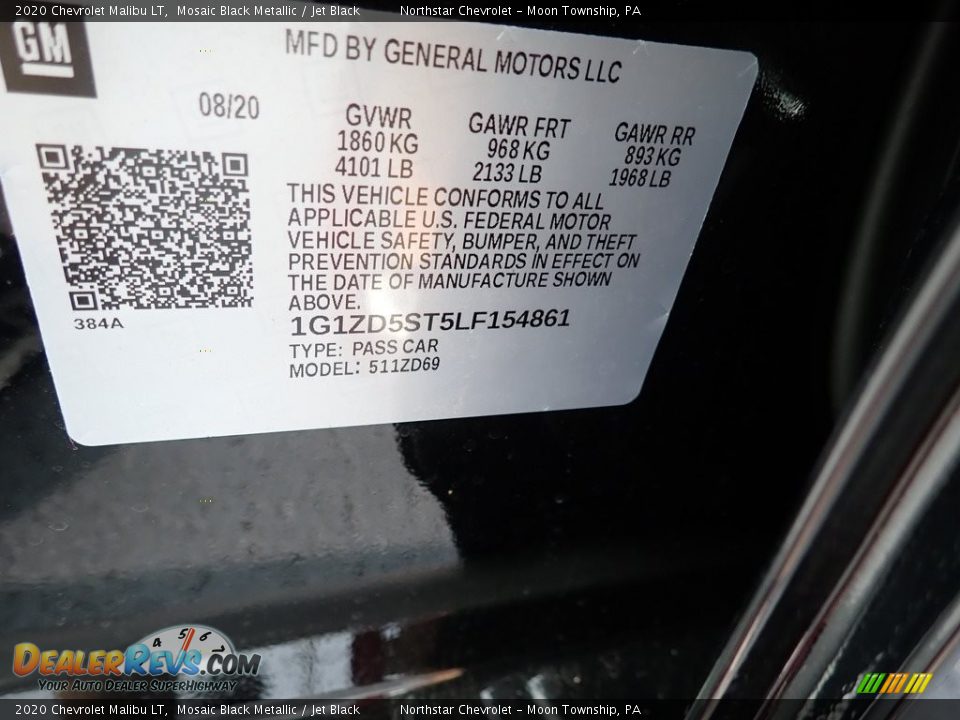 2020 Chevrolet Malibu LT, Mosaic Black Metallic / Jet Black Northstar Chevrolet - Moon Township, PA
GM
MFD BY GENERAL MOTORS LLC
08/20 GVWR GAWR FRT GAWR RR
1860 KG 968 KG 893 KG
4101 LB 2133 LB 1968 LB
THIS VEHICLE CONFORMS TO ALL
APPLICABLE U.S. FEDERAL MOTOR
VEHICLE SAFETY, BUMPER, AND THEFT
PREVENTION STANDARDS IN EFFECT ON
THE DATE OF MANUFACTURE SHOWN
ABOVE.
384A
1G1ZD5ST5LF154861
TYPE: PASS CAR
MODEL: 511ZD69
4 5 6 7
DEALERREVS.COM
YOUR AUTO DEALER SUPERHIGHWAY
2020 Chevrolet Malibu LT, Mosaic Black Metallic / Jet Black Northstar Chevrolet - Moon Township, PA